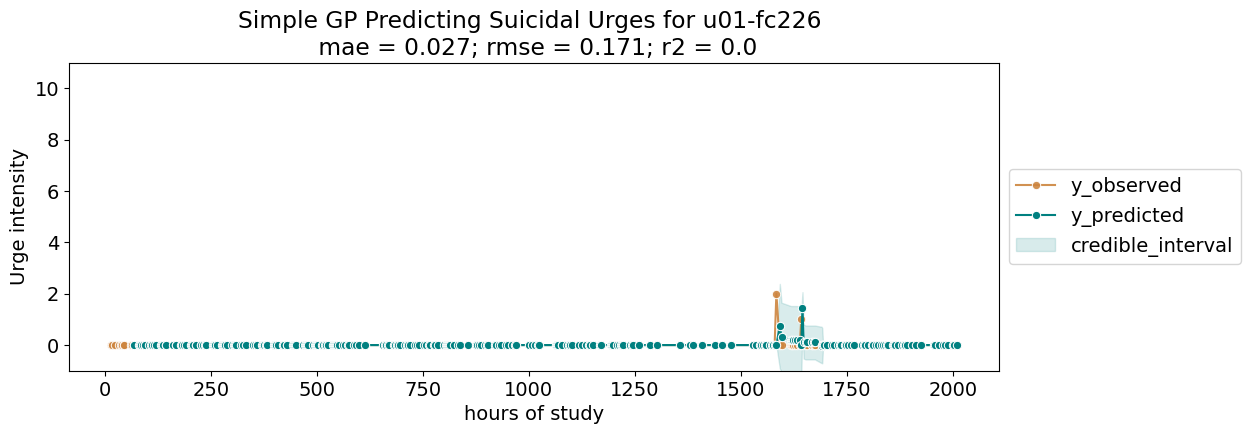 Simple GP Predicting Suicidal Urges for u01-fc226
mae = 0.027; rmse = 0.171; r2 = 0.0
Urge intensity
10
8
6
4
2
0
0 250 500 750 1000 1250 1500 1750 2000
hours of study
y_observed
y_predicted
credible_interval